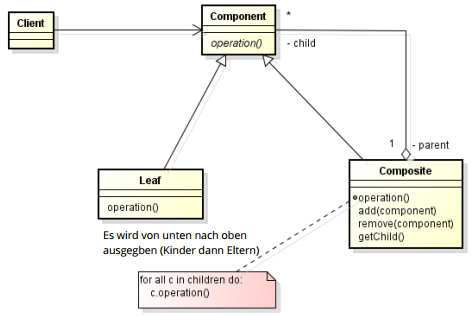 Client
Component
*
operation()
- child
1
- parent
Leaf
operation()
Composite
operation()
add(component)
remove(component)
getChild()
Es wird von unten nach oben
ausgegben (Kinder dann Eltern)
for all c in children do:
c.operation()